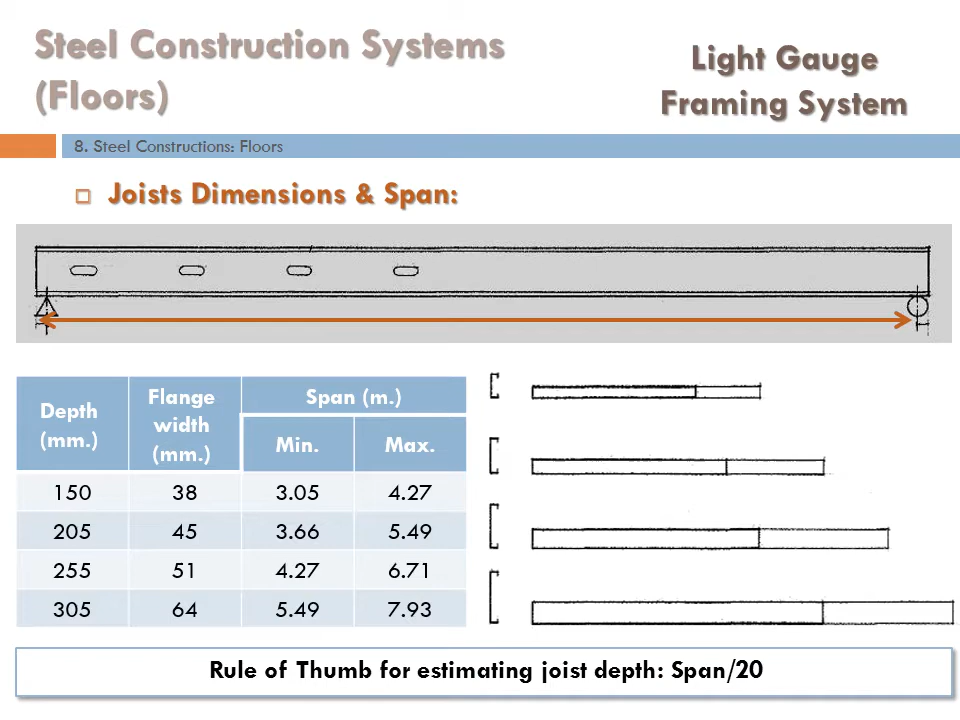 Steel Construction Systems
(Floors)
Light Gauge
Framing System
8. Steel Constructions: Floors
Joists Dimensions & Span:
Depth
(mm.)
Flange
width
(mm.)
Span (m.)
Min.
Max.
150 38 3.05 4.27
205 45 3.66 5.49
255 51 4.27 6.71
305 64 5.49 7.93
Rule of Thumb for estimating joist depth: Span/20